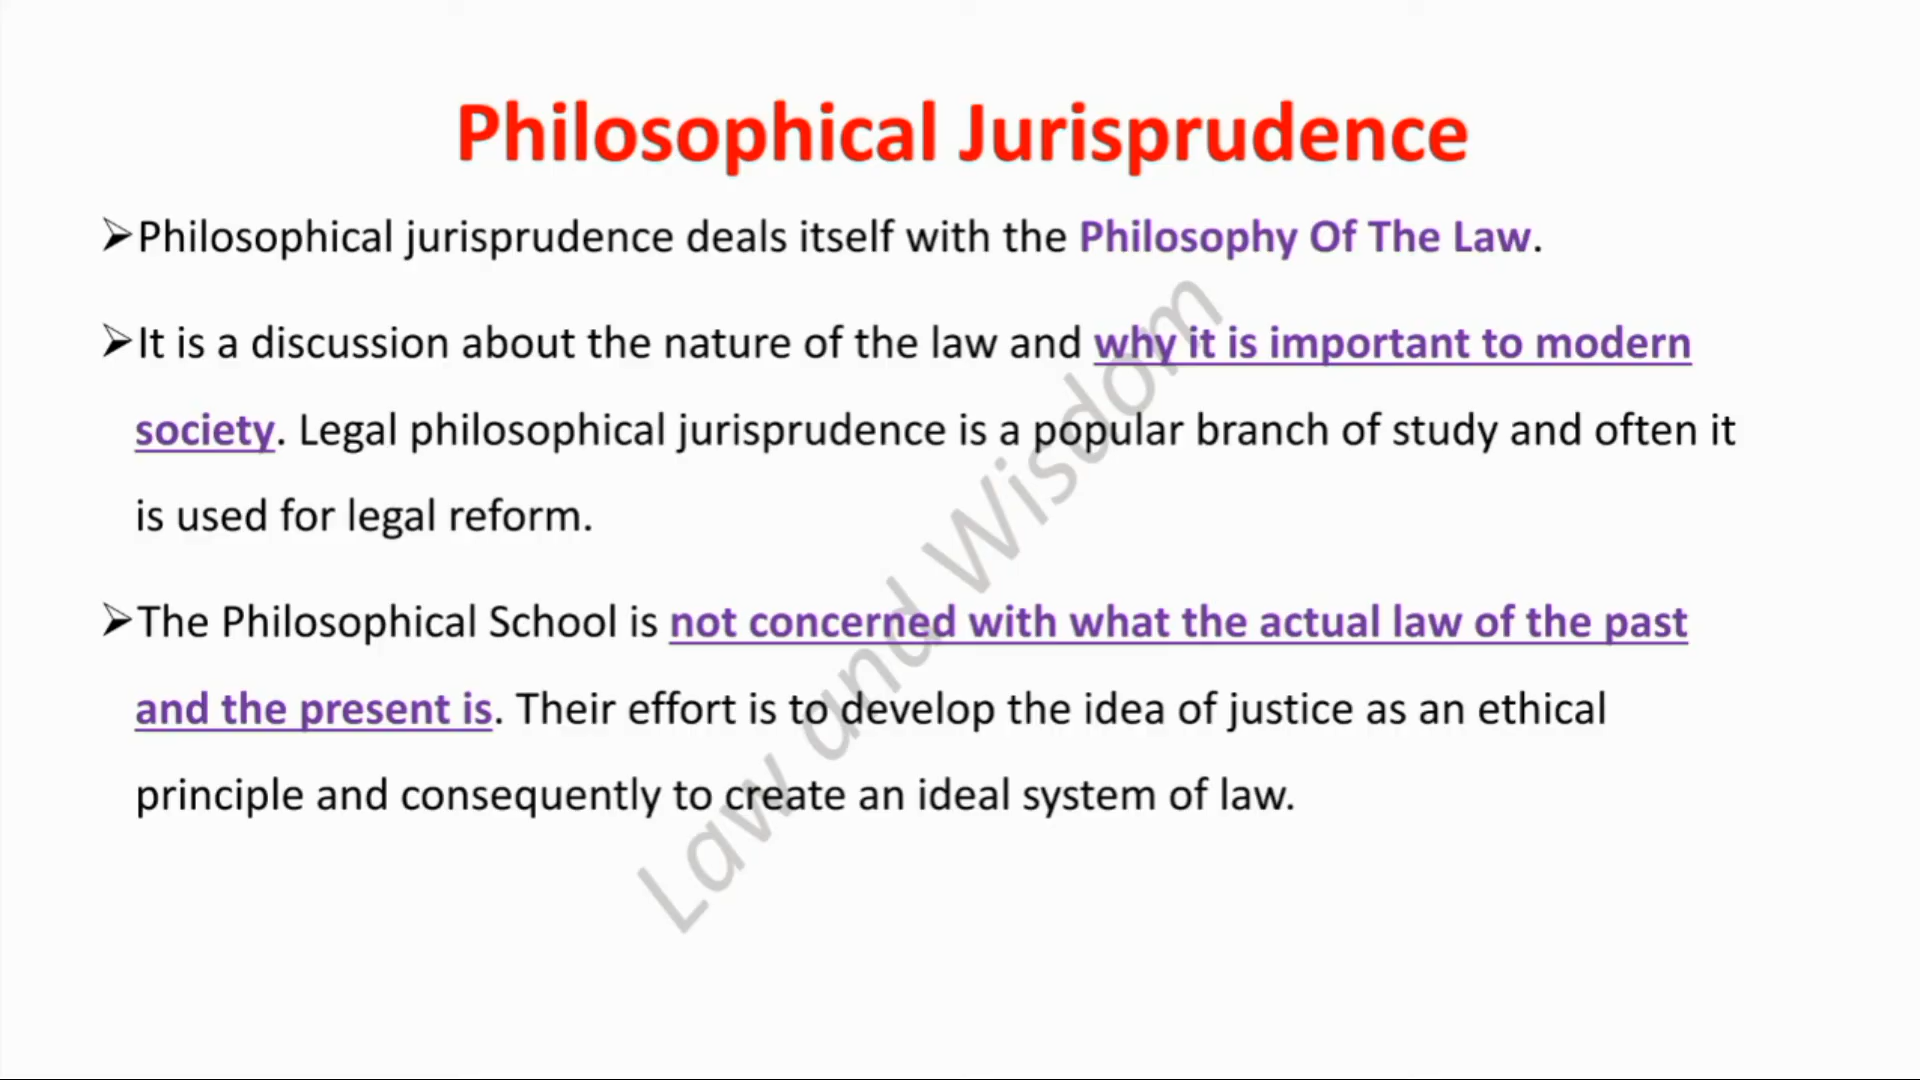 Philosophical Jurisprudence
➢Philosophical jurisprudence deals itself with the Philosophy Of The Law.
➢It is a discussion about the nature of the law and why it is important to modern
society. Legal philosophical jurisprudence is a popular branch of study and often it
is used for legal reform.
➢The Philosophical School is not concerned with what the actual law of the past
and the present is. Their effort is to develop the idea of justice as an ethical
principle and consequently to create an ideal system of law.
Law and Wisdom